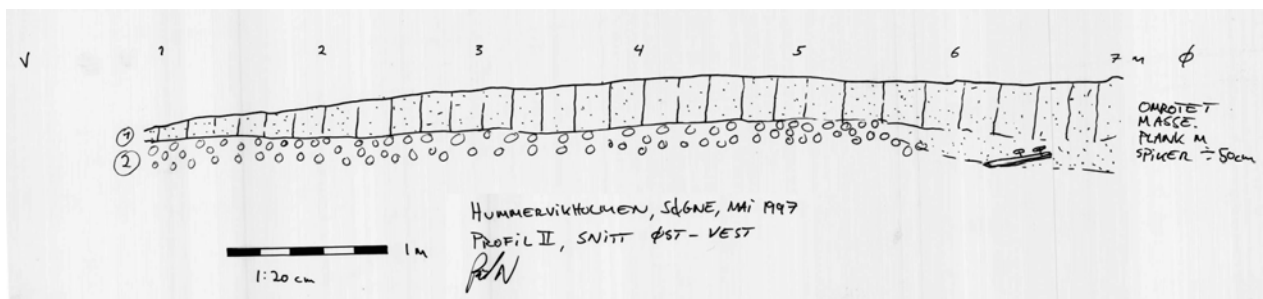 V 1 2 3 4 5 6 7 M Ø
1
2
OMROTET
MASSE.
PLANK M
SPIKER ÷ 50cm
HUMMERVIKHOLMEN, SØGNE, MAI 1997
PROFIL II, SNITT ØST-VEST
1 M
1:20 cm